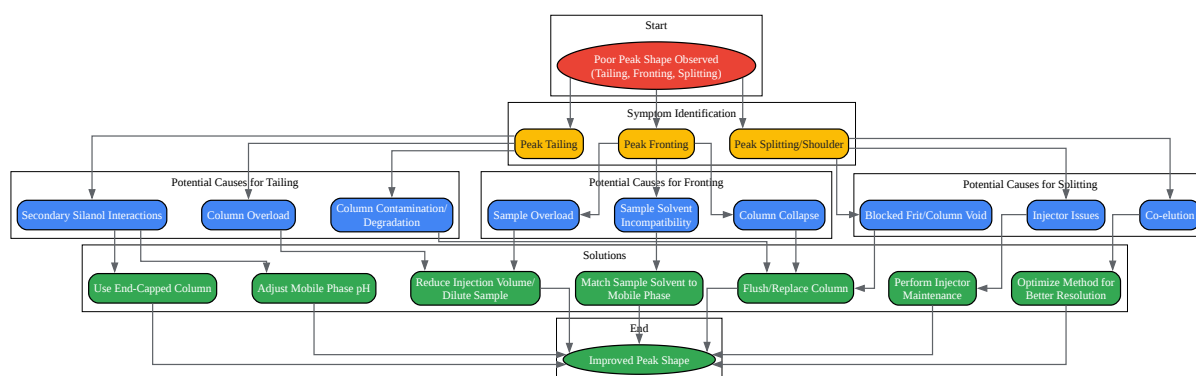 Start
Poor Peak Shape Observed
(Tailing, Fronting, Splitting)
Symptom Identification
Peak Tailing
Peak Fronting
Peak Splitting/Shoulder
Potential Causes for Tailing
Potential Causes for Fronting
Potential Causes for Splitting
Secondary Silanol Interactions
Column Overload
Column Contamination/
Degradation
Sample Overload
Sample Solvent
Incompatibility
Column Collapse
Blocked Frit/Column Void
Injector Issues
Co-elution
Solutions
Use End-Capped Column
Adjust Mobile Phase pH
Reduce Injection Volume/
Dilute Sample
Match Sample Solvent to
Mobile Phase
Flush/Replace Column
Perform Injector
Maintenance
Optimize Method for
Better Resolution
End
Improved Peak Shape